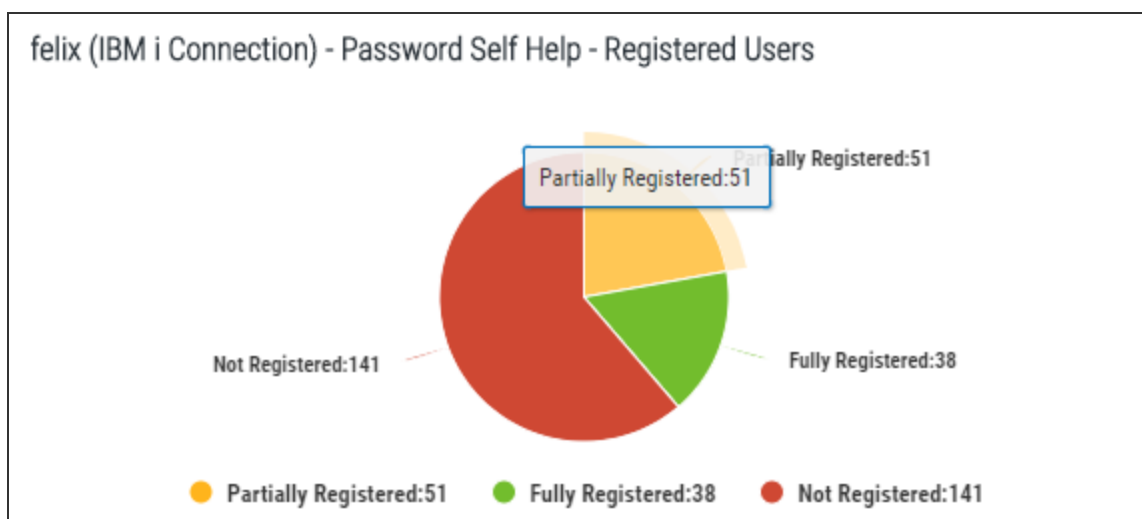 felix (IBM i Connection) - Password Self Help - Registered Users
Partially Registered:51
Partially Registered:51
Not Registered:141
Fully Registered:38
Partially Registered:51
Fully Registered:38
Not Registered:141